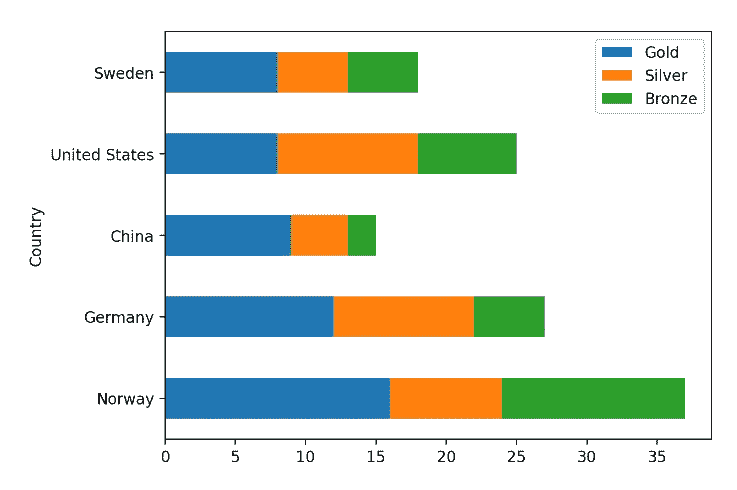 Gold
Silver
Bronze
Sweden
United States
China
Germany
Norway
Country
0 5 10 15 20 25 30 35